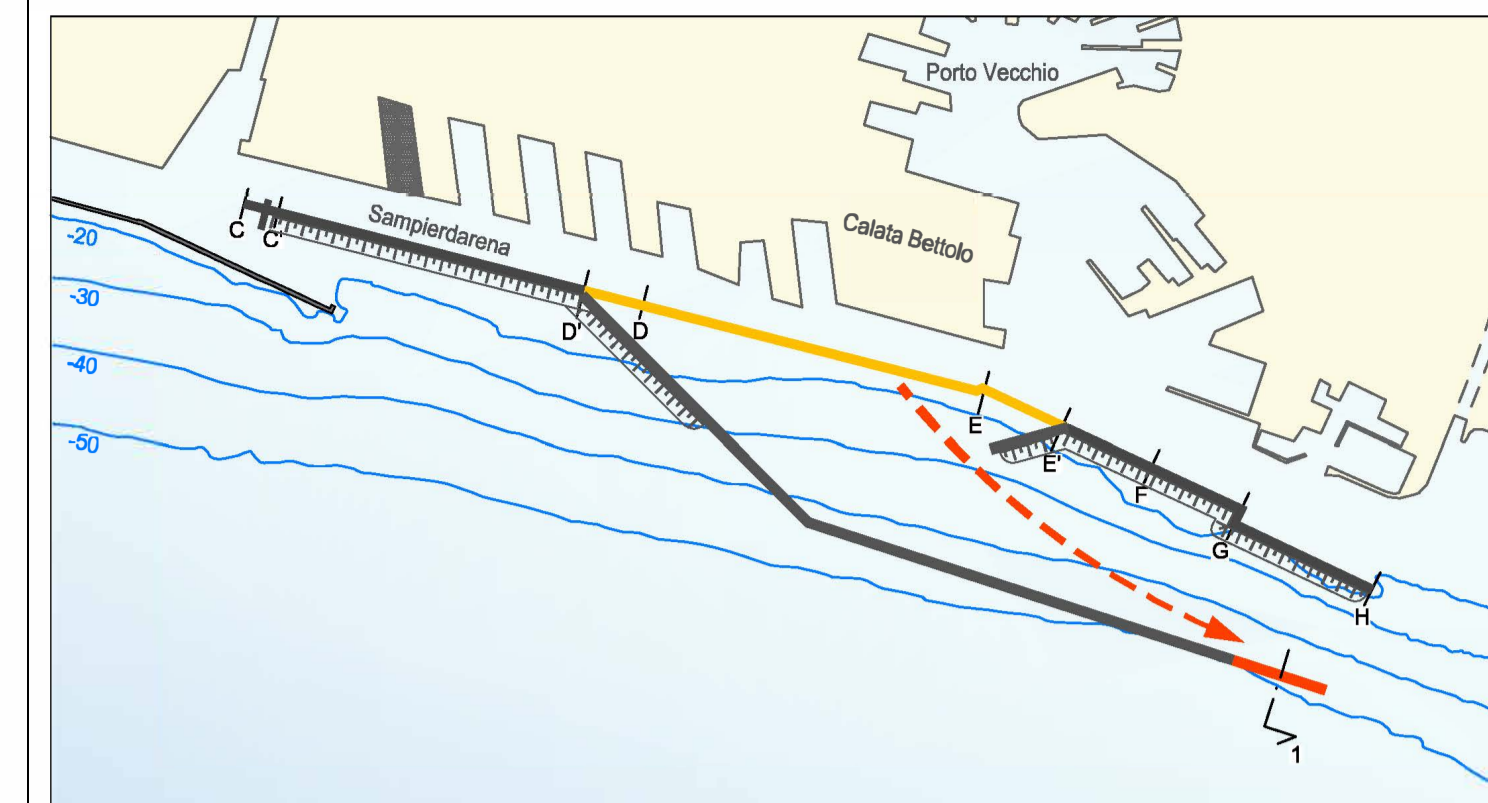 Porto Vecchio
Sampierdarena
Calata Bettolo
C
C'
-20
-30
-40
-50
D'
D
E
E'
F
G
H
1